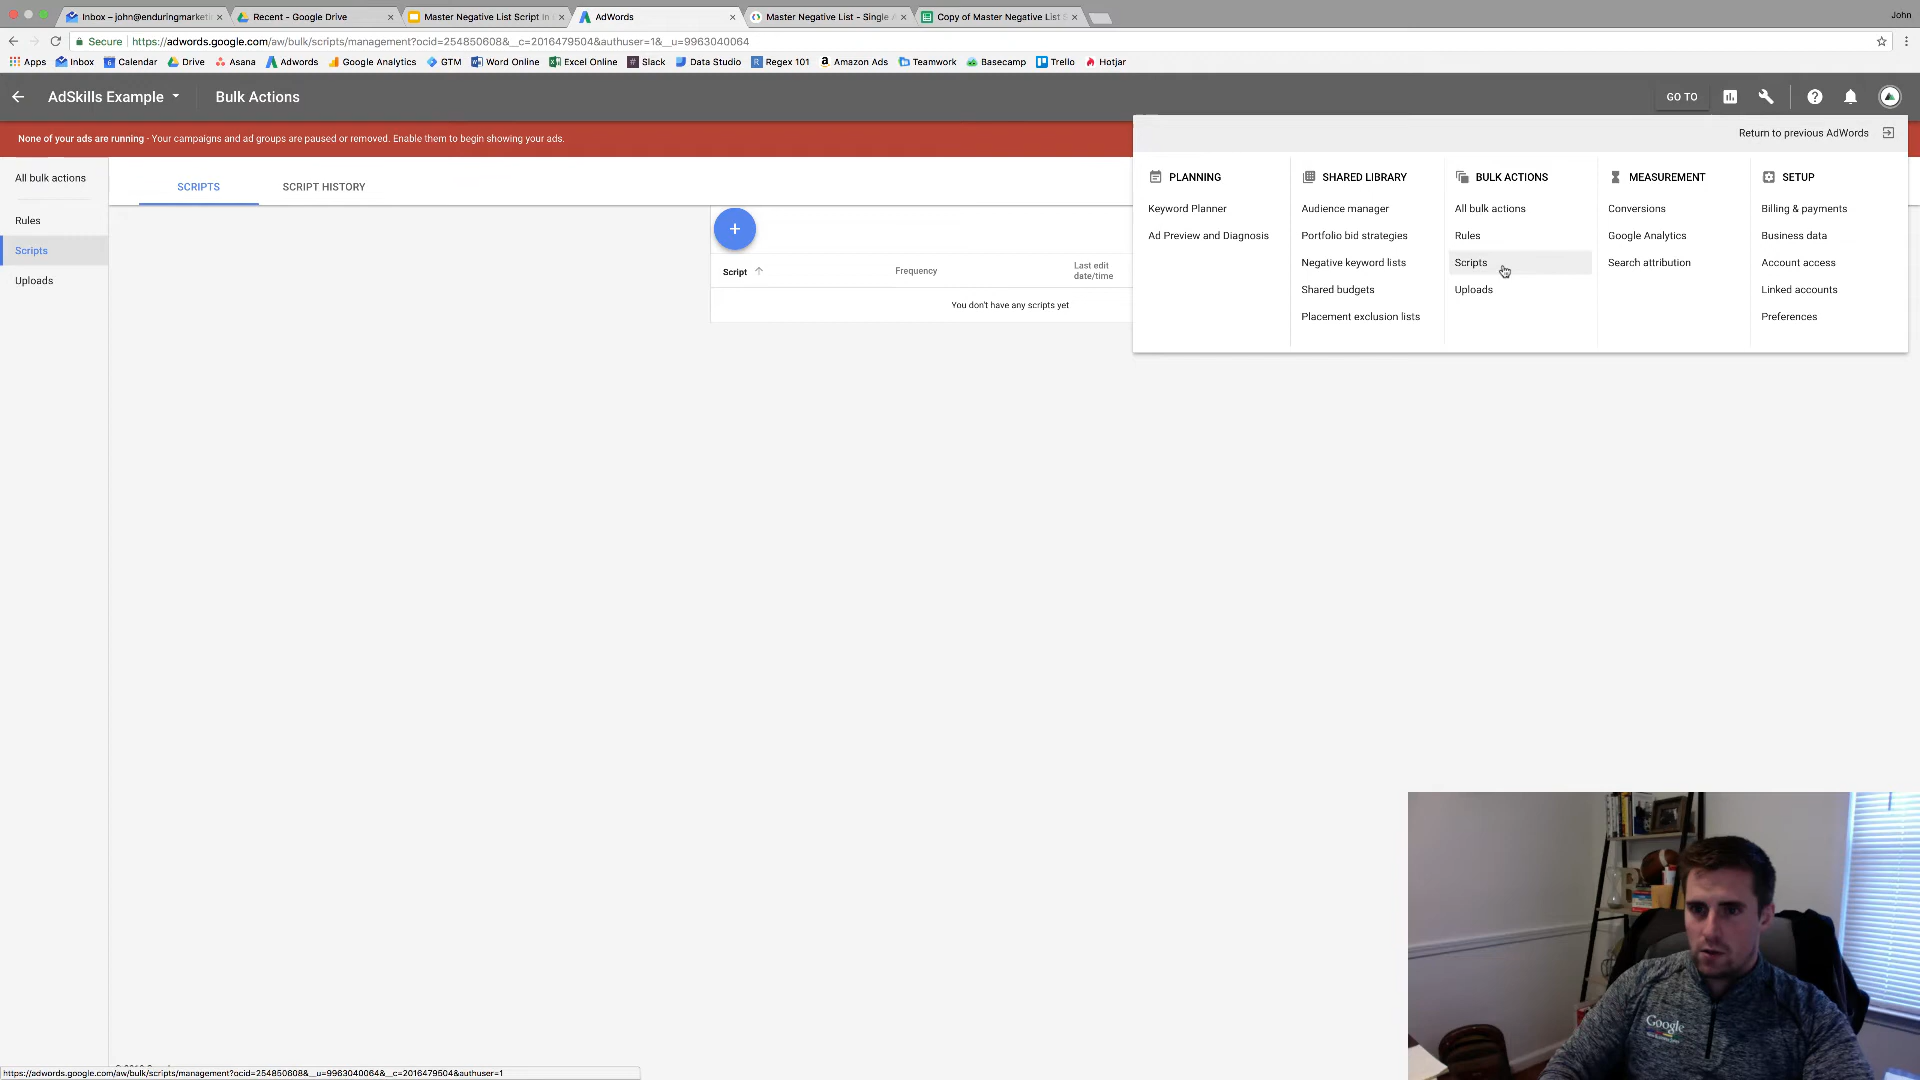 Inbox – john@enduringmarketi
Recent - Google Drive
Master Negative List Script In
AdWords
Master Negative List - Single
Copy of Master Negative List S
John
Secure
https://adwords.google.com/aw/bulk/scripts/management?ocid=254850608&__c=2016479504&authuser=1&__u=9963040064
Apps
Inbox
Calendar
Drive
Asana
Adwords
Google Analytics
GTM
Word Online
Excel Online
Slack
Data Studio
Regex 101
Amazon Ads
Teamwork
Basecamp
Trello
Hotjar
AdSkills Example
Bulk Actions
GO TO
None of your ads are running - Your campaigns and ad groups are paused or removed. Enable them to begin showing your ads.
Return to previous AdWords
All bulk actions
Rules
Scripts
Uploads
SCRIPTS
SCRIPT HISTORY
Script
Frequency
Last edit
date/time
You don't have any scripts yet
PLANNING
Keyword Planner
Ad Preview and Diagnosis
SHARED LIBRARY
Audience manager
Portfolio bid strategies
Negative keyword lists
Shared budgets
Placement exclusion lists
BULK ACTIONS
All bulk actions
Rules
Scripts
Uploads
MEASUREMENT
Conversions
Google Analytics
Search attribution
SETUP
Billing & payments
Business data
Account access
Linked accounts
Preferences
Google
https://adwords.google.com/aw/bulk/scripts/management?ocid=254850608&__u=9963040064&__c=2016479504&authuser=1